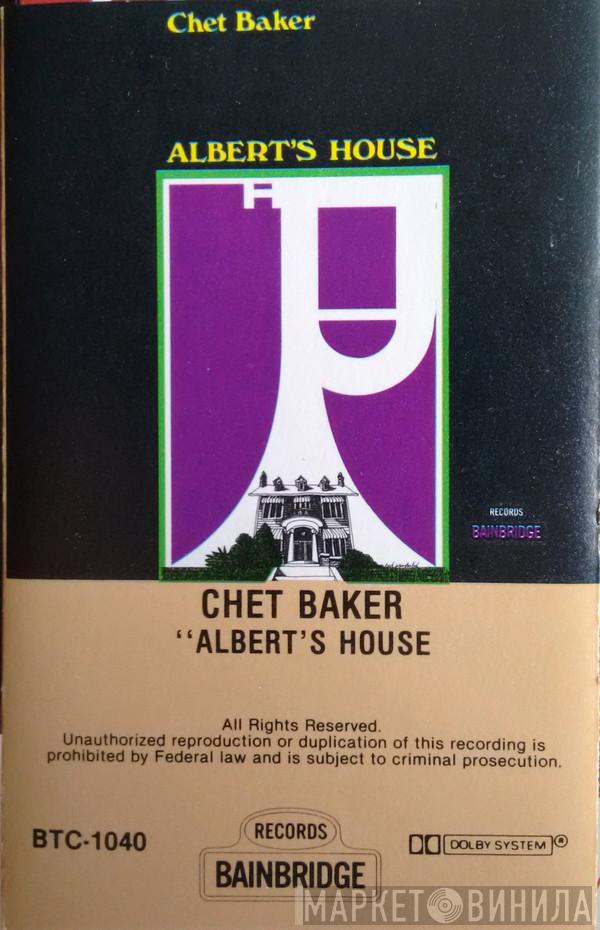 Chet Baker
ALBERT'S HOUSE
RECORDS
BAINBRIDGE
CHET BAKER
“ALBERT'S HOUSE
All Rights Reserved.
Unauthorized reproduction or duplication of this recording is
prohibited by Federal law and is subject to criminal prosecution.
BTC-1040
RECORDS
BAINBRIDGE
DOLBY SYSTEM®
МАРКЕТ ВИНИЛА